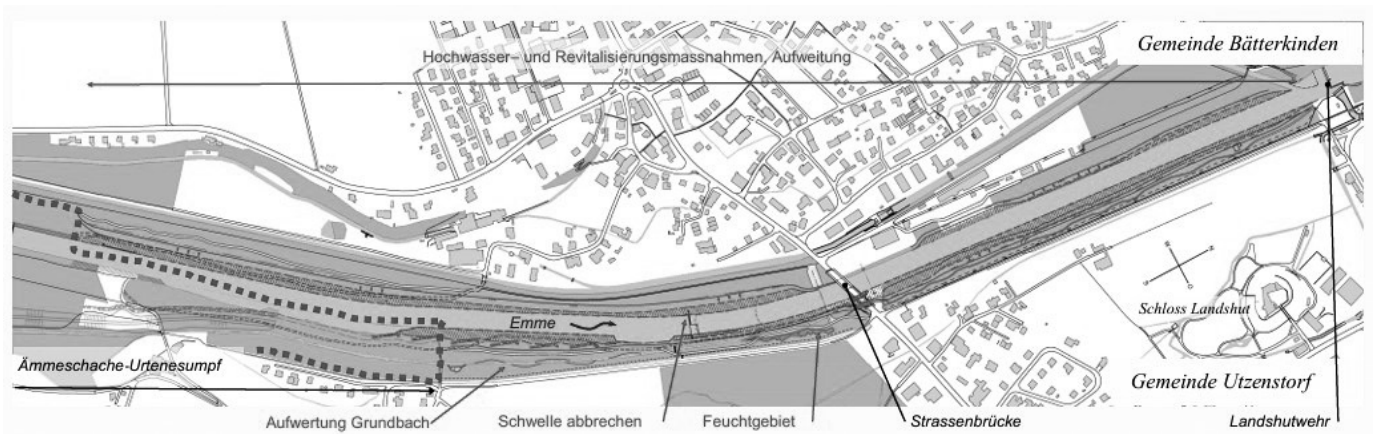 Gemeinde Bätterkinden
Hochwasser– und Revitalisierungsmassnahmen, Aufweitung
Schloss Landshut
Emme
Ämmeschache-Urtenesumpf
Gemeinde Utzenstorf
Aufwertung Grundbach
Schwelle abbrechen
Feuchtgebiet
Strassenbrücke
Landshutwehr